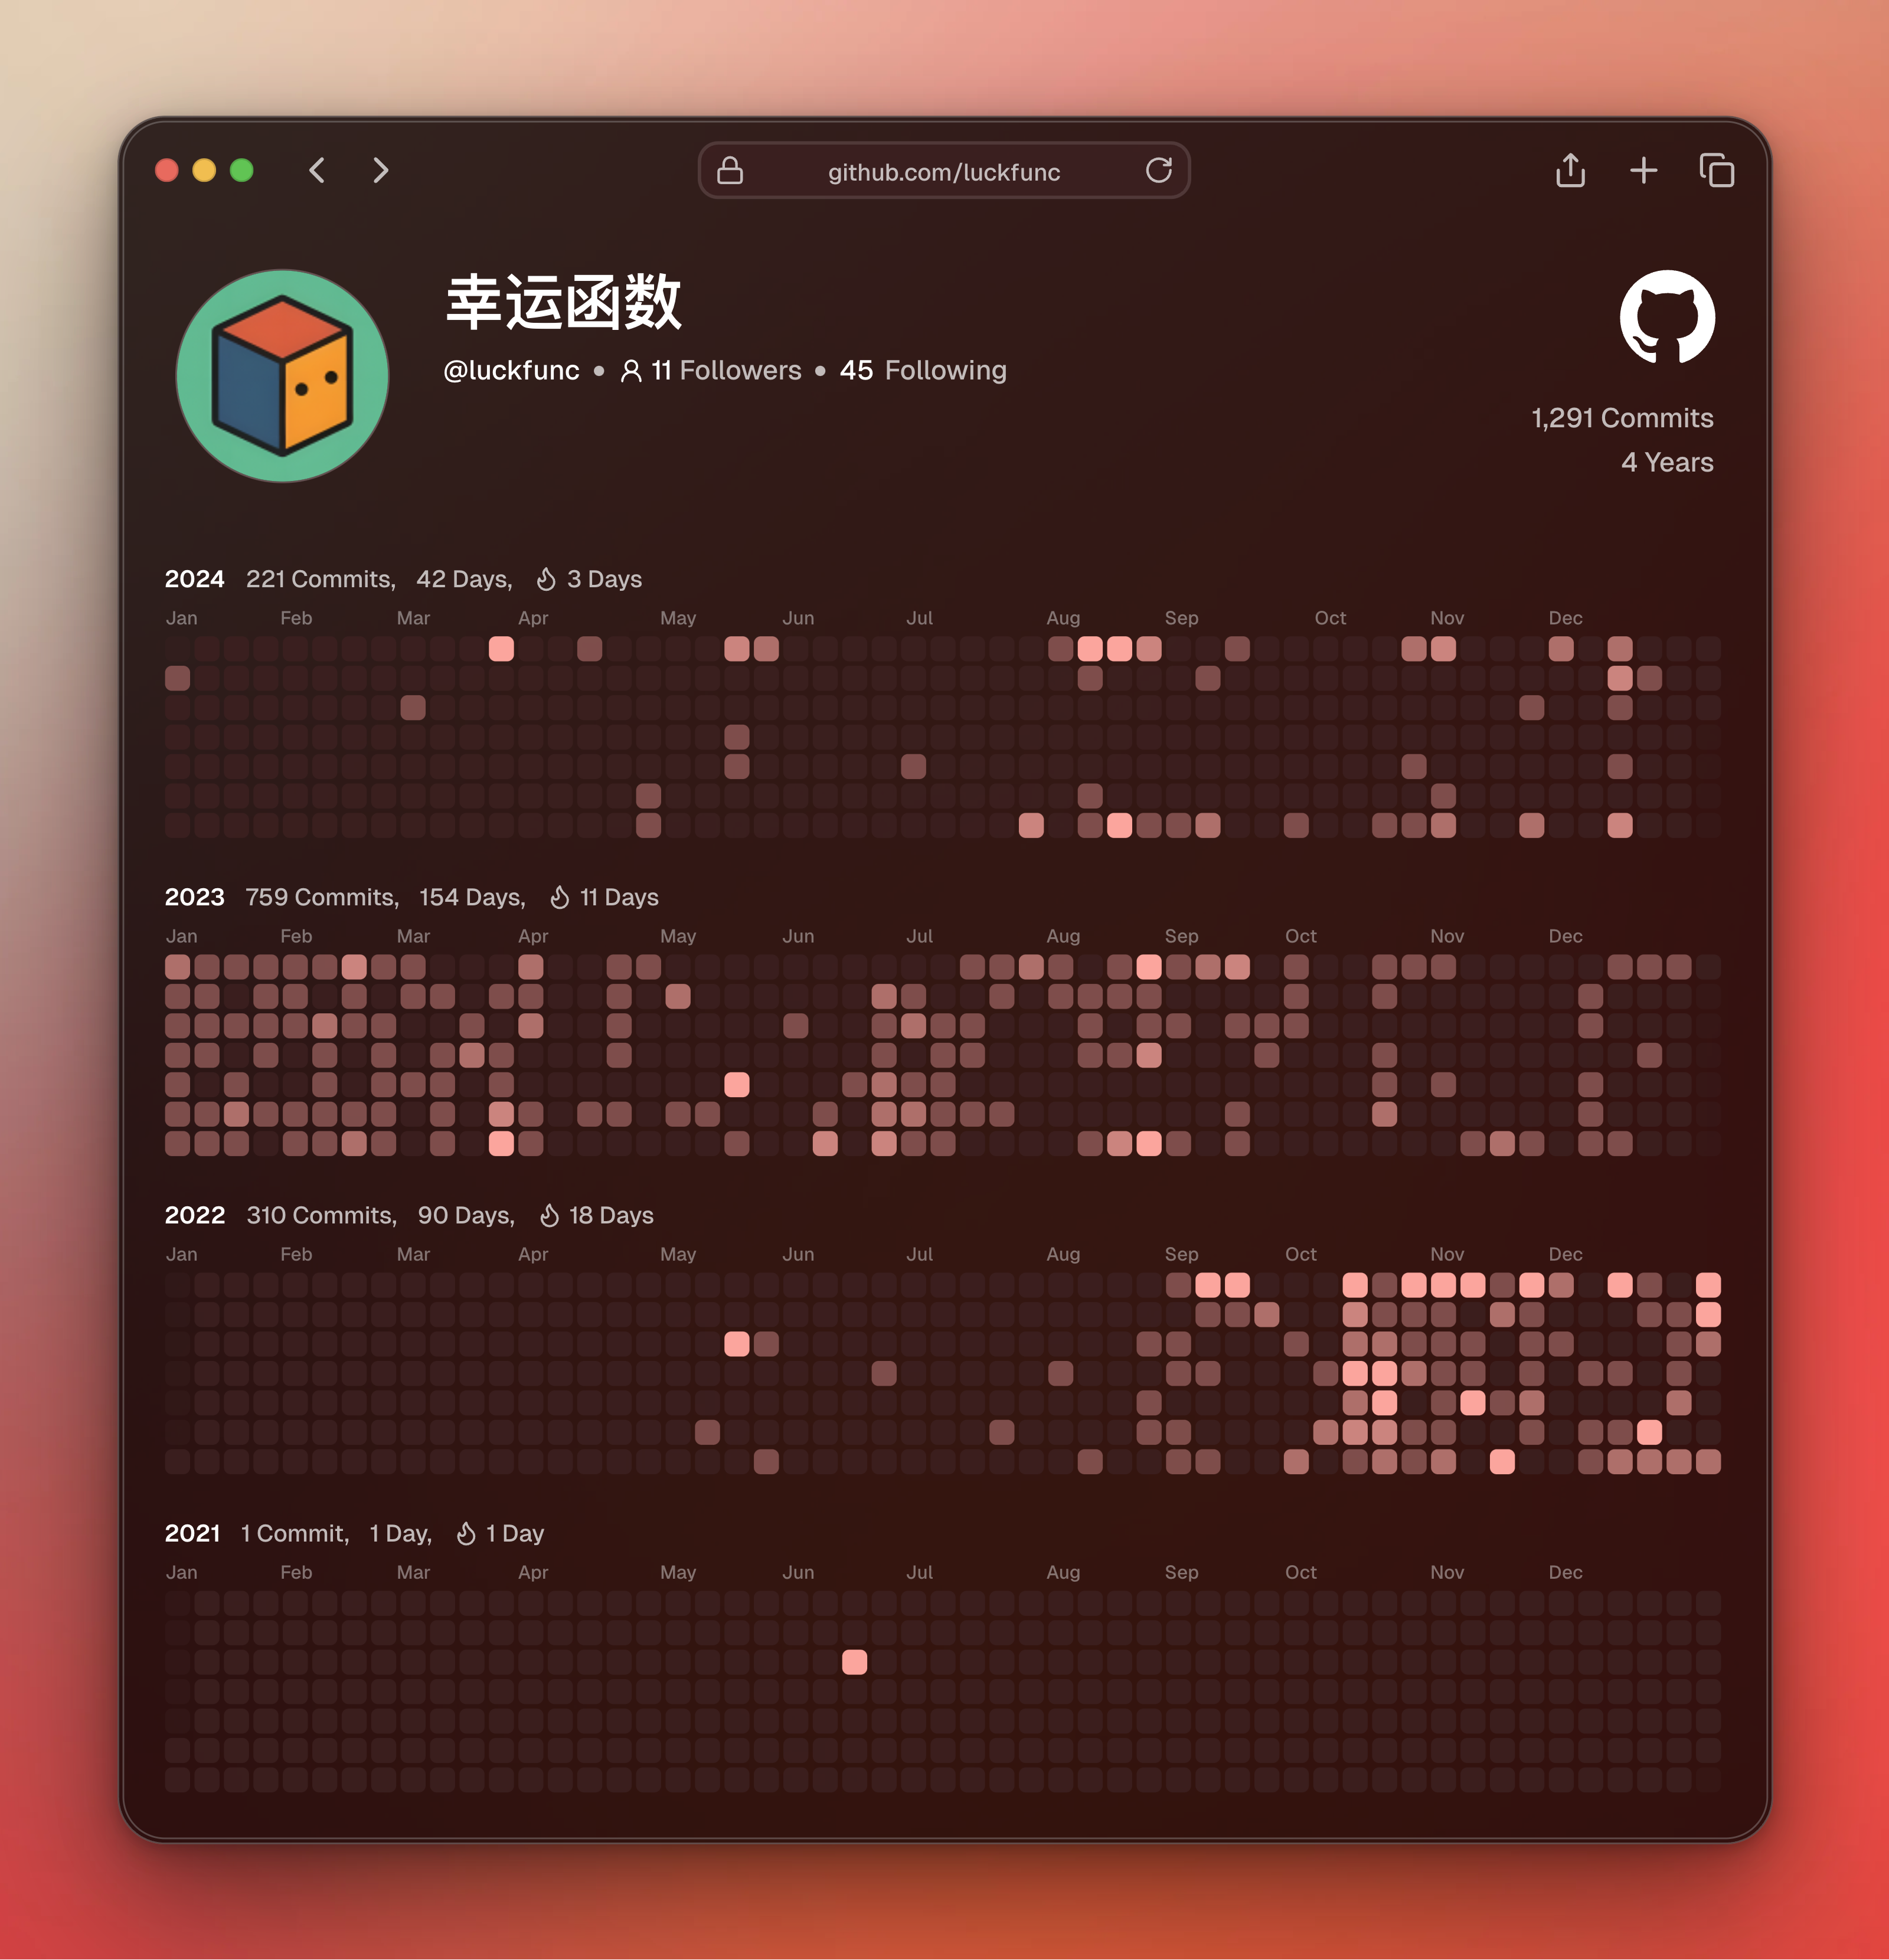 github.com/luckfunc
幸运函数
@luckfunc • 11 Followers • 45 Following
1,291 Commits
4 Years
2024 221 Commits, 42 Days, 3 Days
Jan Feb Mar Apr May Jun Jul Aug Sep Oct Nov Dec
2023 759 Commits, 154 Days, 11 Days
Jan Feb Mar Apr May Jun Jul Aug Sep Oct Nov Dec
2022 310 Commits, 90 Days, 18 Days
Jan Feb Mar Apr May Jun Jul Aug Sep Oct Nov Dec
2021 1 Commit, 1 Day, 1 Day
Jan Feb Mar Apr May Jun Jul Aug Sep Oct Nov Dec